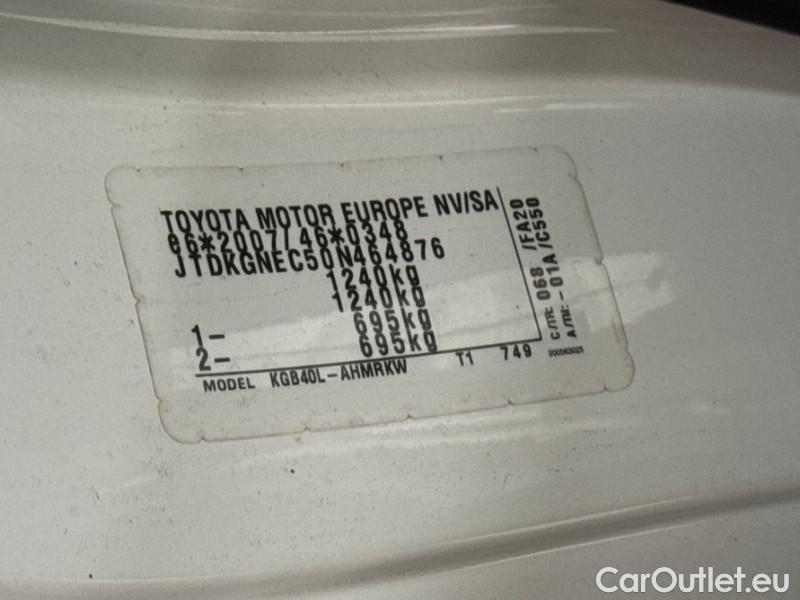 TOYOTA MOTOR EUROPE NV/SA
e6*2007/46*0348
JTDKGNEC50N464876
1240kg
1240kg
1- 695kg
2- 695kg
MODEL KGB40L-AHMRKW T1 749
C/TR: 068 /FA20
A/TM: -01A /C550
CarOutlet.eu